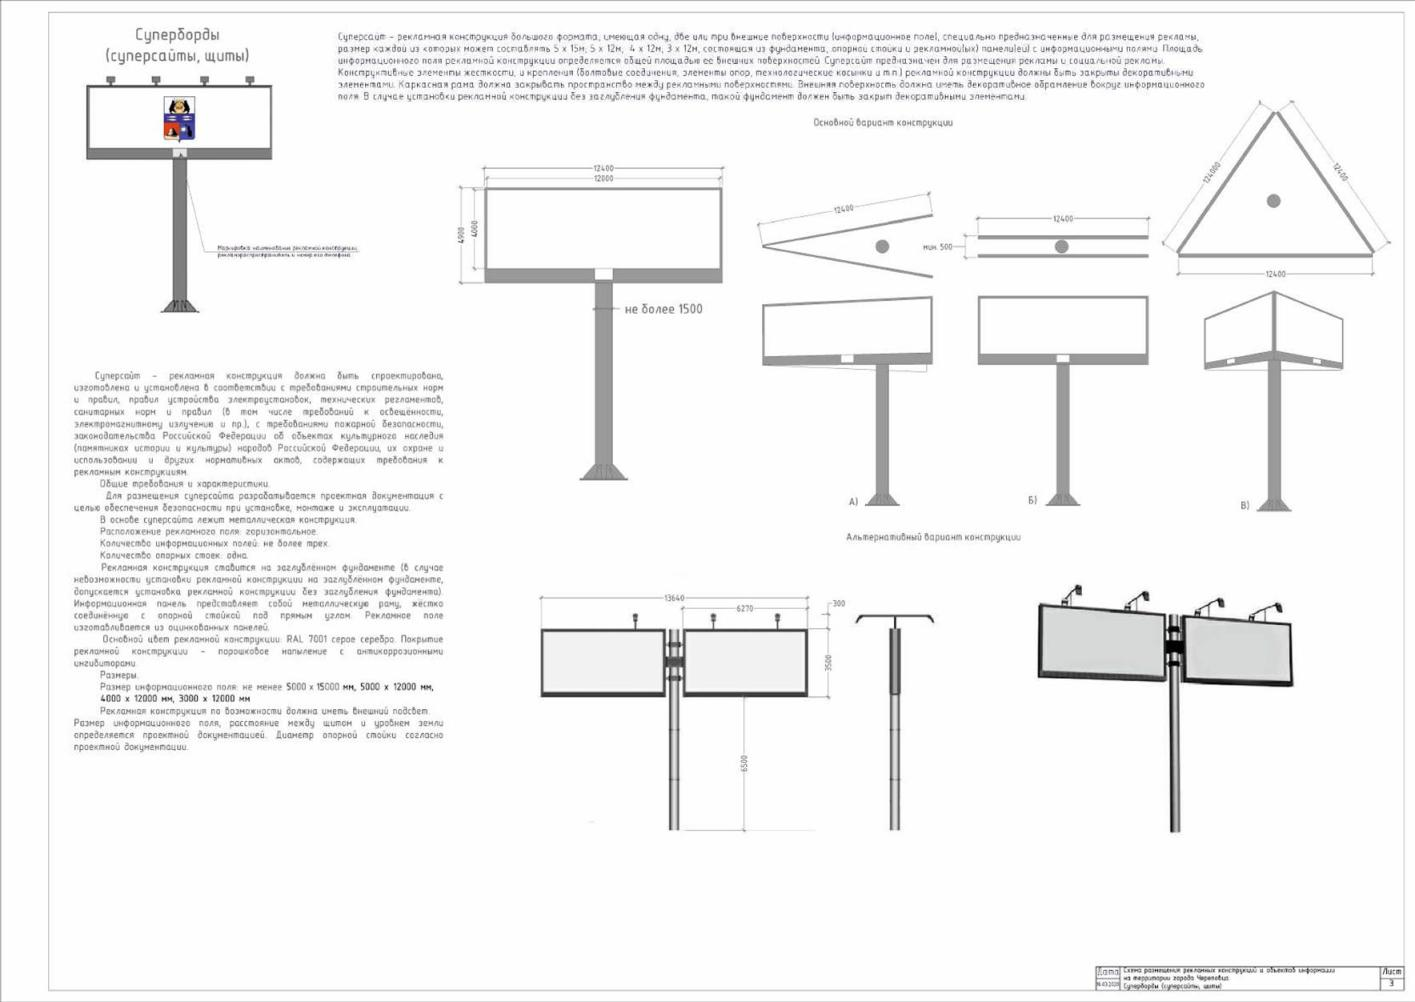 Суперборды
(суперсайты, щиты)
Суперсайт – рекламная конструкция большого формата, имеющая одну, две или три внешние поверхности (информационное поле), специально предназначенные для размещения рекламы,
размер каждой из которых может составлять 5 х 15м; 5 х 12м, 4 х 12м, 3 х 12м, состоящая из фундамента, опорной стойки и рекламной(ых) панели(ей) с информационными полями. Площадь
информационного поля рекламной конструкции определяется общей площадью её внешних поверхностей. Суперсайт предназначен для размещения рекламы и социальной рекламы.
Конструктивные элементы жесткости, и крепления (болтовые соединения, элементы опор, технологические косынки и т.п.) рекламной конструкции должны быть закрыты декоративными
элементами. Каркасная рама должна закрывать пространство между рекламными поверхностями. Внешняя поверхность должна иметь декоративное обрамление вокруг информационного
поля. В случае установки рекламной конструкции без заглубления фундамента, такой фундамент должен быть закрыт декоративными элементами.
Основной вариант конструкции
Маркировка: наименование рекламной конструкции,
рекламораспространитель и номер его телефона
12400
12000
4900
4000
не более 1500
12400
мин. 500
12400
124000
12400
12400
А)
Б)
В)
Суперсайт – рекламная конструкция должна быть спроектирована,
изготовлена и установлена в соответствии с требованиями строительных норм
и правил, правил устройства электроустановок, технических регламентов,
санитарных норм и правил (в том числе требований к освещённости,
электромагнитному излучению и пр.), с требованиями пожарной безопасности,
законодательства Российской Федерации об объектах культурного наследия
(памятниках истории и культуры) народов Российской Федерации, их охране и
использовании и других нормативных актов, содержащих требования к
рекламным конструкциям.
Общие требования и характеристики.
Для размещения суперсайта разрабатывается проектная документация с
целью обеспечения безопасности при установке, монтаже и эксплуатации.
В основе суперсайта лежит металлическая конструкция.
Расположение рекламного поля: горизонтальное.
Количество информационных полей: не более трех.
Количество опорных стоек: одна.
Рекламная конструкция ставится на заглублённом фундаменте (в случае
невозможности установки рекламной конструкции на заглублённом фундаменте,
допускается установка рекламной конструкции без заглубления фундамента).
Информационная панель представляет собой металлическую раму, жёстко
соединённую с опорной стойкой под прямым углом. Рекламное поле
изготавливается из оцинкованных панелей.
Основной цвет рекламной конструкции: RAL 7001 серое серебро. Покрытие
рекламной конструкции – порошковое напыление с антикоррозионными
ингибиторами.
Размеры.
Размер информационного поля: не менее 5000 х 15000 мм, 5000 х 12000 мм,
4000 х 12000 мм, 3000 х 12000 мм
Рекламная конструкция по возможности должна иметь внешний подсвет.
Размер информационного поля, расстояние между щитом и уровнем земли
определяется проектной документацией. Диаметр опорной стойки согласно
проектной документации.
Альтернативный вариант конструкции
13640
6270
300
3500
6500
Дата
16.03.2020
Схема размещения рекламных конструкций и объектов информации
на территории города Череповца.
Суперборды (суперсайты, щиты)
Лист
3